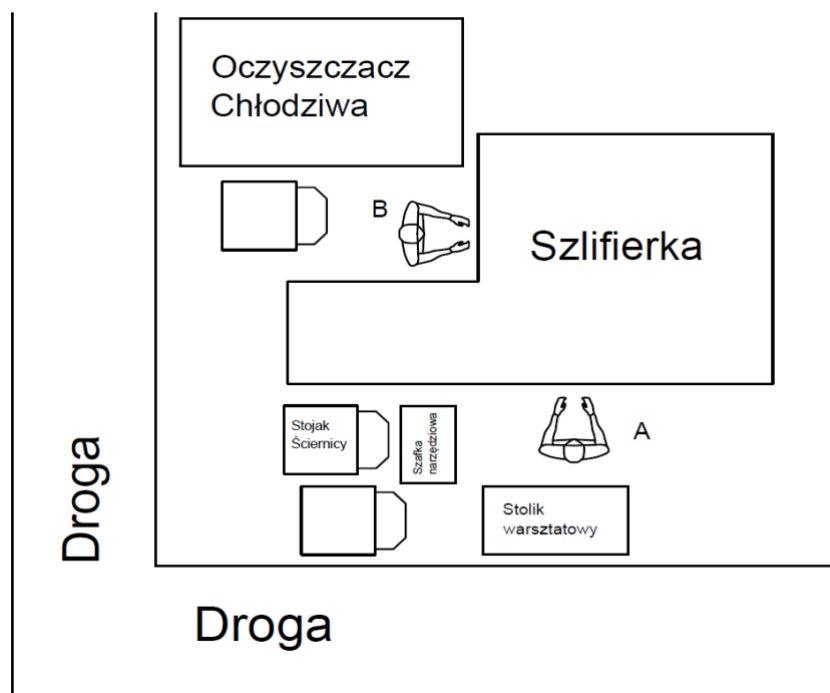 Oczyszczacz
Chłodziwa
B
Szlifierka
Stojak
Ściernicy
Szafka
narzędziowa
A
Stolik
warsztatowy
Droga
Droga